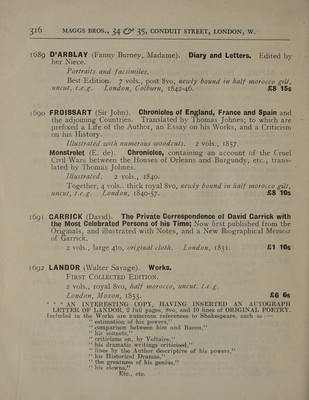 316 MAGGS BROS., 34 & 35, CONDUIT STREET, LONDON, W.
1689 D'ARBLAY (Fanny Burney, Madame). Diary and Letters. Edited by
her Niece.
Portraits and facsimiles.
Best Edition. 7 vols., post 8vo, newly bound in half morocco gilt,
uncut, t.e.g. London, Colburn, 1842-46. £8 15s
1690 FROISSART (Sir John). Chronicles of England, France and Spain and
the adjoining Countries. Translated by Thomas Johnes; to which are
prefixed a Life of the Author, an Essay on his Works, and a Criticism
on his History.
Illustrated with numerous woodcuts. 2 vols., 1857.
Monstrelet (E. de). Chronicles, containing an account of the Cruel
Civil Wars between the Houses of Orleans and Burgundy, etc., trans-
lated by Thomas Johnes.
Illustrated. 2 vols., 1840.
Together, 4 vols.. thick royal 8vo, newly bound in half morocco gilt,
uncut, t.e.g. London, 1840-57. £8 10s
1691 GARRICK (David). The Private Correspondence of David Garrick with
the Most Celebrated Persons of his Time; Now first published from the
Originals, and illustrated with Notes, and a New Biographical Memoir
of Garrick.
2 vols., large 4to, original cloth. London, 1831. £1 10s
1692 LANDOR (Walter Savage). Works.
FIRST COLLECTED EDITION.
2 vols., royal 8vo, half morocco, uncut. t.e.g.
London, Moxon, 1853. £6 6s
* * * AN INTERESTING COPY, HAVING INSERTED AN AUTOGRAPH
LETTER OF LANDOR, 2 full pages, 8vo, and 10 lines of ORIGINAL POETRY.
Included in the Works are numerous reference to Shakespeare, such as :—
" estimation of his powers,"
" comparison between him and Bacon,"
" his sonnets,"
" criticisms on, by Voltaire,"
" his dramatic writings criticised,"
" lines by the Author descriptive of his powers,"
" his Historical Dramas,"
" the greatness of his genius,"
" his clowns,"
Etc., etc.